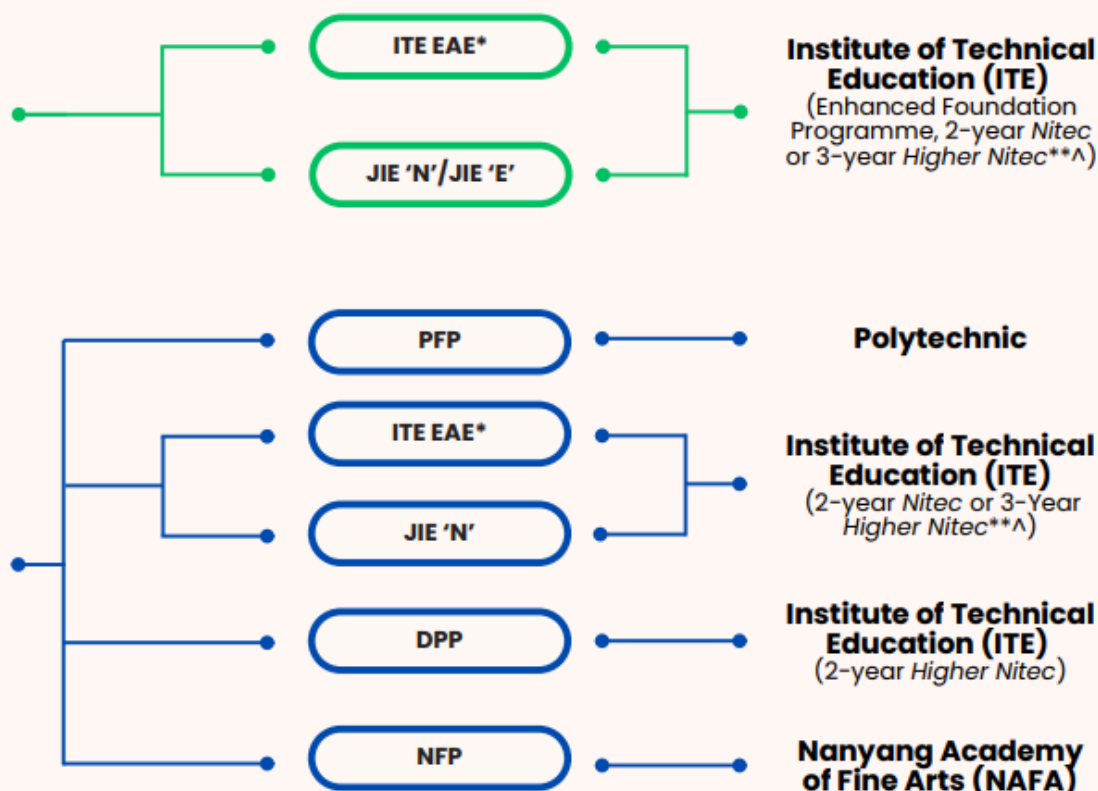 ITE EAE*
JIE ‘N’/JIE ‘E’
Institute of Technical
Education (ITE)
(Enhanced Foundation
Programme, 2-year Nitec
or 3-year Higher Nitec**^)
PFP
Polytechnic
ITE EAE*
JIE ‘N’
Institute of Technical
Education (ITE)
(2-year Nitec or 3-Year
Higher Nitec**^)
DPP
Institute of Technical
Education (ITE)
(2-year Higher Nitec)
NFP
Nanyang Academy
of Fine Arts (NAFA)